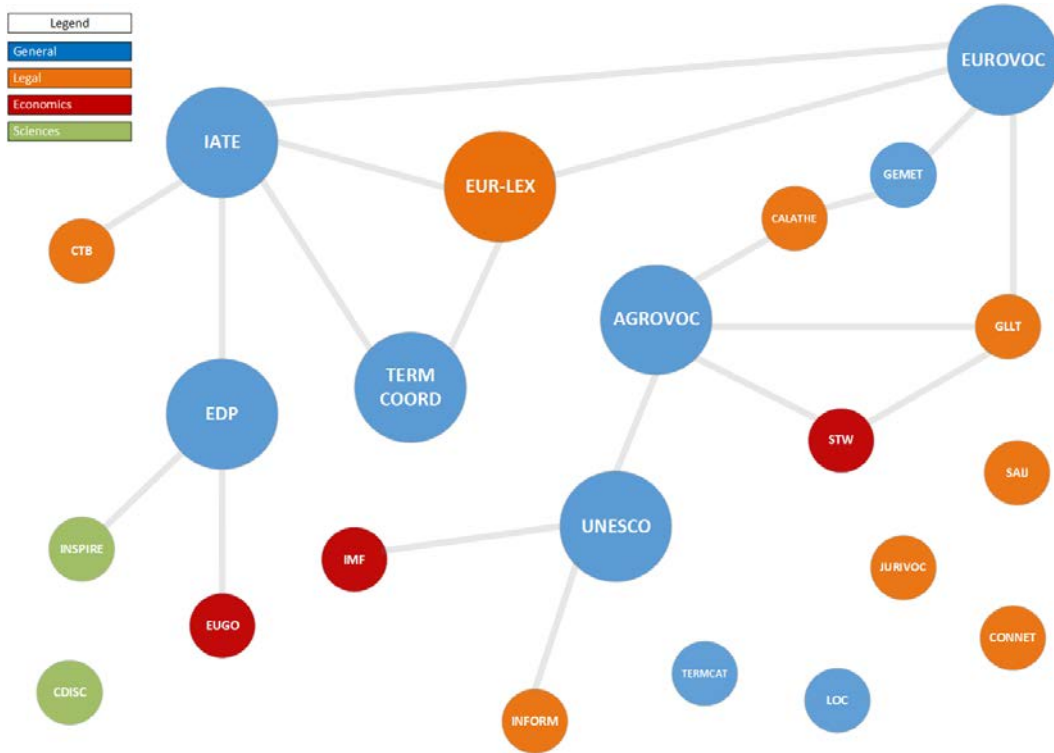 Legend
General
Legal
Economics
Sciences
EUROVOC
IATE
EUR-LEX
GEMET
CALATHE
CTB
AGROVOC
GLLT
TERM
COORD
EDP
STW
SAIJ
UNESCO
INSPIRE
IMF
JURIVOC
EUGO
CONNET
TERMCAT
CDISC
LOC
INFORM